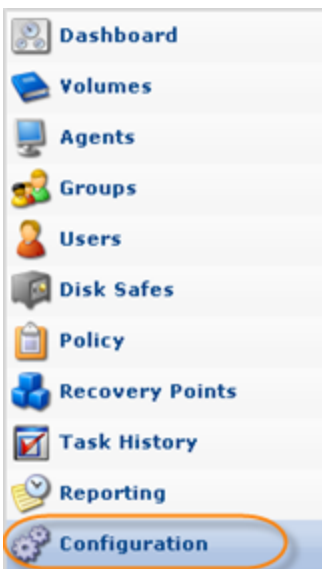 Dashboard
Volumes
Agents
Groups
Users
Disk Safes
Policy
Recovery Points
Task History
Reporting
Configuration